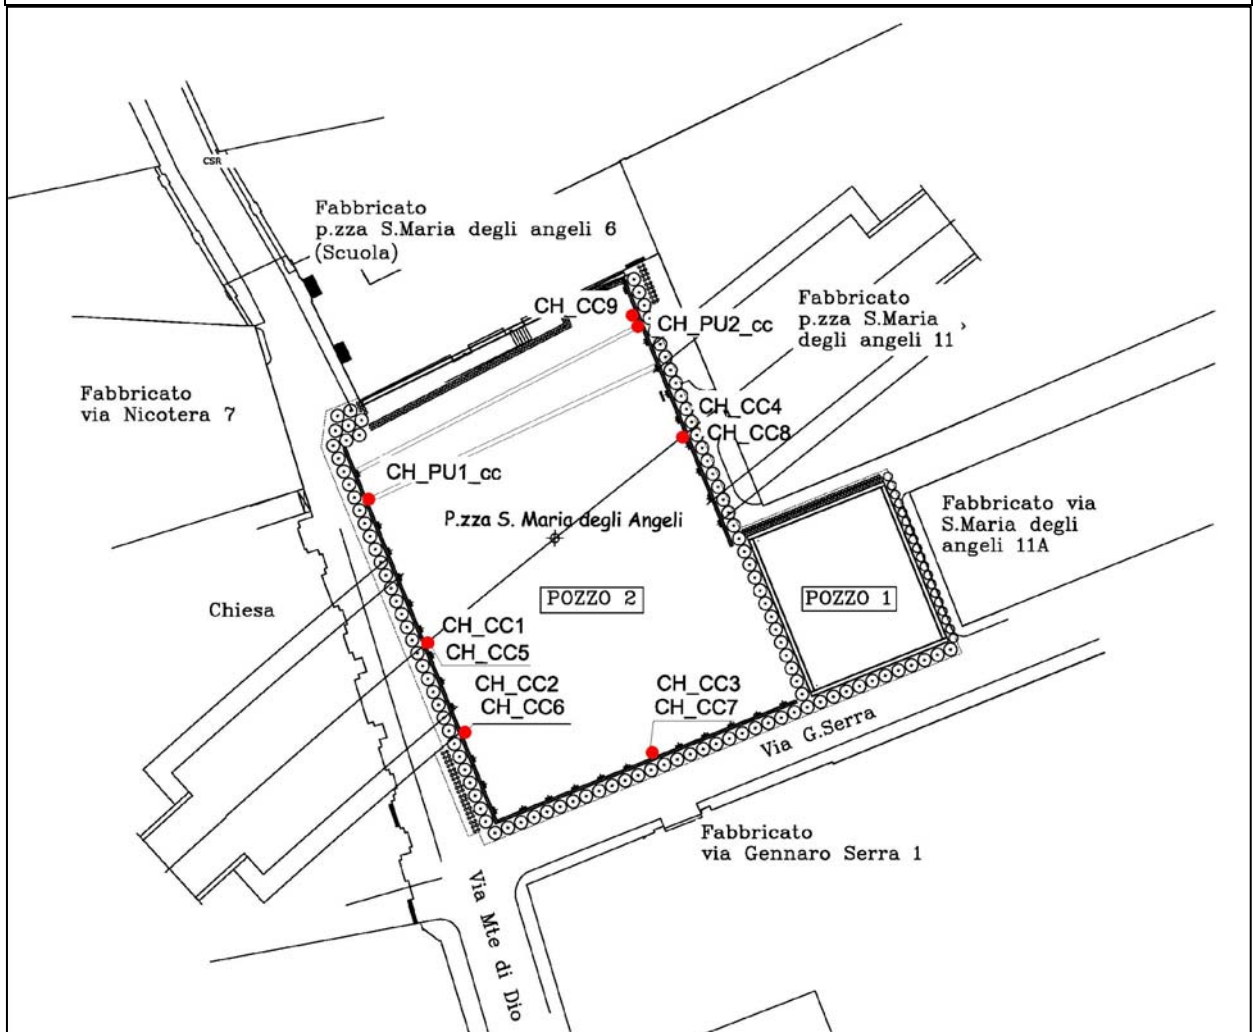 CSR
Fabbricato
p.zza S.Maria degli angeli 6
(Scuola)
CH_CC9
CH_PU2_cc
Fabbricato
p.zza S.Maria
degli angeli 11
Fabbricato
via Nicotera 7
CH_CC4
CH_CC8
CH_PU1_cc
P.zza S. Maria degli Angeli
Fabbricato via
S.Maria degli
angeli 11A
POZZO 2
POZZO 1
Chiesa
CH_CC1
CH_CC5
CH_CC2
CH_CC6
CH_CC3
CH_CC7
Via G.Serra
Fabbricato
via Gennaro Serra 1
Via Mte di Dio